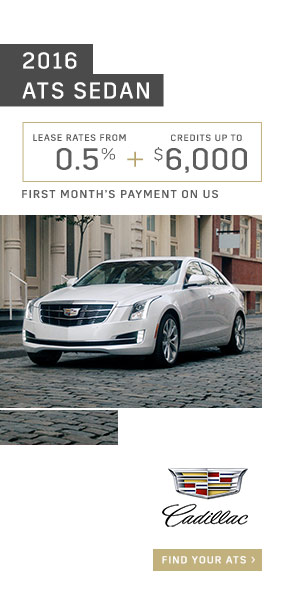 2016
ATS SEDAN
LEASE RATES FROM CREDITS UP TO
0.5% + $6,000
FIRST MONTH'S PAYMENT ON US
Cadillac
FIND YOUR ATS >